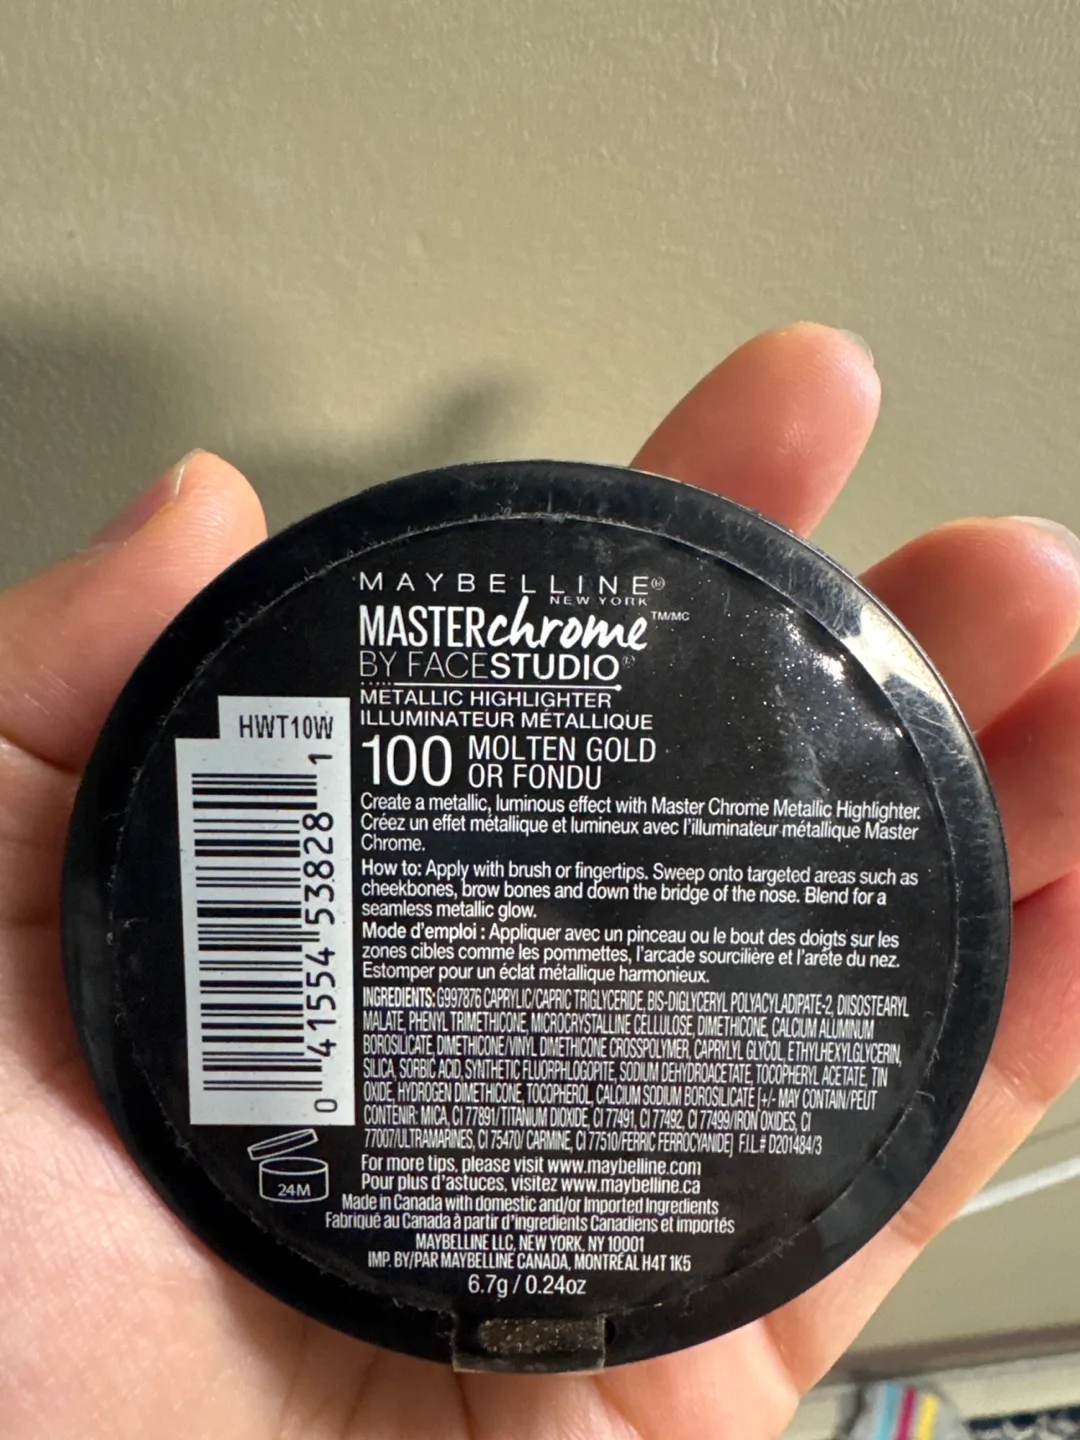 MAYBELLINE®
NEW YORK
MASTERchrome™/MC
BY FACESTUDIO®
METALLIC HIGHLIGHTER
ILLUMINATEUR MÉTALLIQUE
100 MOLTEN GOLD
OR FONDU
Create a metallic, luminous effect with Master Chrome Metallic Highlighter.
Créez un effet métallique et lumineux avec l'illuminateur métallique Master
Chrome.
How to: Apply with brush or fingertips. Sweep onto targeted areas such as
cheekbones, brow bones and down the bridge of the nose. Blend for a
seamless metallic glow.
Mode d'emploi : Appliquer avec un pinceau ou le bout des doigts sur les
zones cibles comme les pommettes, l'arcade sourcilière et l'arête du nez.
Estomper pour un éclat métallique harmonieux.
INGREDIENTS: G997876 CAPRYLIC/CAPRIC TRIGLYCERIDE, BIS-DIGLYCERYL POLYACYLADIPATE-2, DIISOSTEARYL
MALATE, PHENYL TRIMETHICONE, MICROCRYSTALLINE CELLULOSE, DIMETHICONE, CALCIUM ALUMINUM
BOROSILICATE, DIMETHICONE/VINYL DIMETHICONE CROSSPOLYMER, CAPRYLYL GLYCOL, ETHYLHEXYLGLYCERIN,
SILICA, SORBIC ACID, SYNTHETIC FLUORPHLOGOPITE, SODIUM DEHYDROACETATE, TOCOPHERYL ACETATE, TIN
OXIDE, HYDROGEN DIMETHICONE, TOCOPHEROL, CALCIUM SODIUM BOROSILICATE [+/- MAY CONTAIN/PEUT
CONTENIR: MICA, CI 77891/TITANIUM DIOXIDE, CI 77491, CI 77492, CI 77499/IRON OXIDES, CI
77007/ULTRAMARINES, CI 75470/ CARMINE, CI 77510/FERRIC FERROCYANIDE] F.I.L.# D201484/3
For more tips, please visit www.maybelline.com
Pour plus d'astuces, visitez www.maybelline.ca
Made in Canada with domestic and/or Imported Ingredients
Fabriqué au Canada à partir d'ingredients Canadiens et importés
MAYBELLINE LLC, NEW YORK, NY 10001
IMP. BY/PAR MAYBELLINE CANADA, MONTRÉAL H4T 1K5
6.7g / 0.24oz
HWT10W
0 41554 53828 1
24M